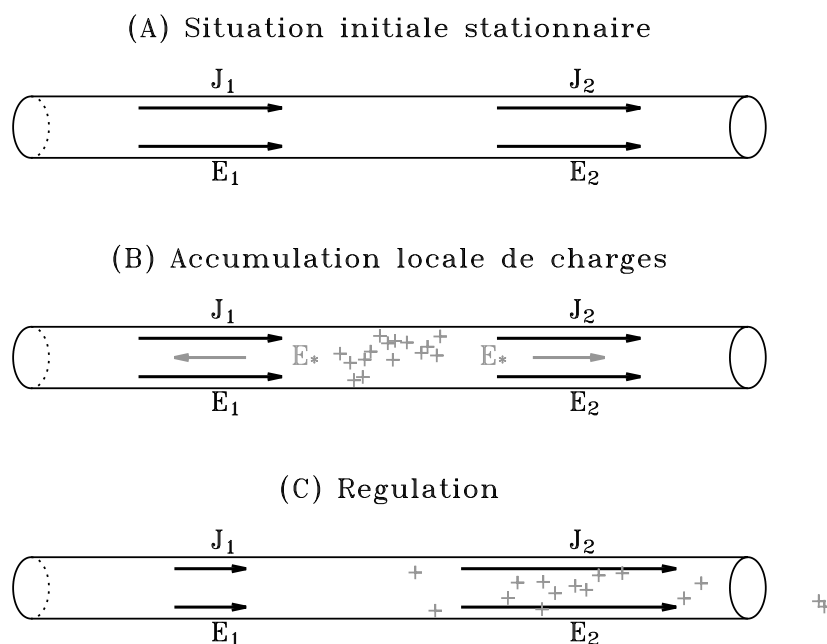 (A) Situation initiale stationnaire
J1 J2
E1 E2
(B) Accumulation locale de charges
J1 J2
E* E*
E1 E2
(C) Regulation
J1 J2
E1 E2